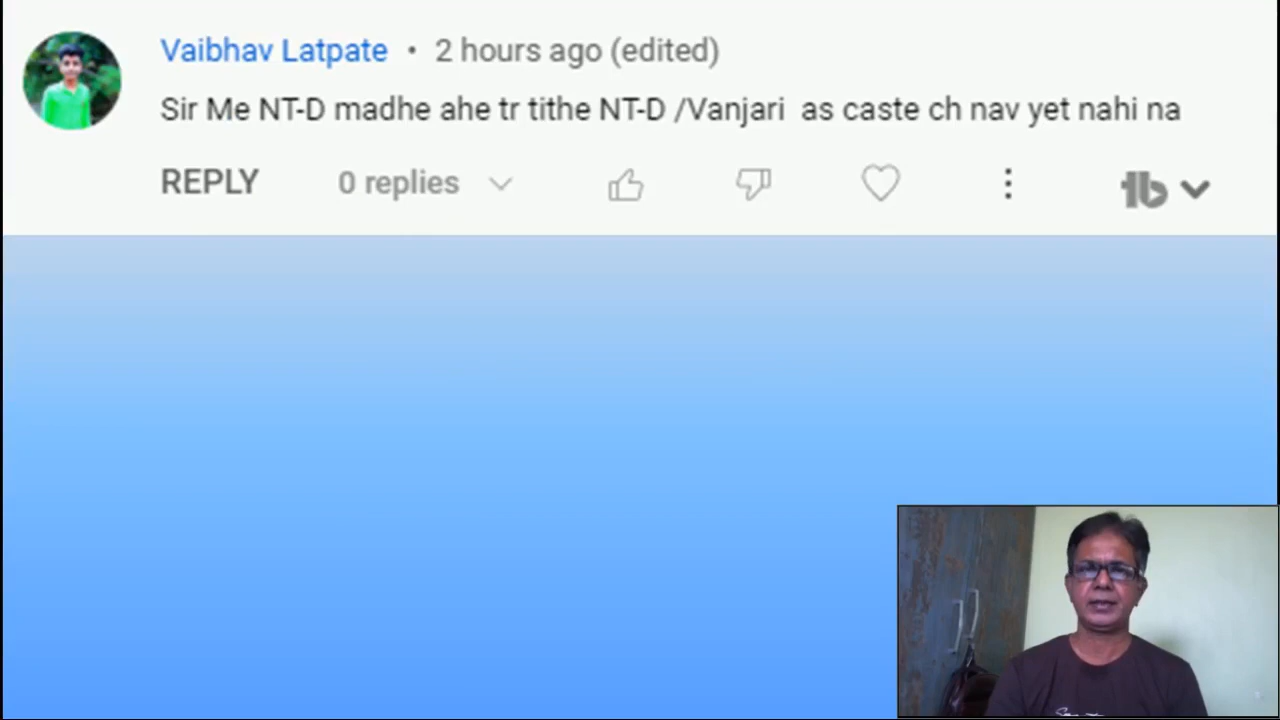 Vaibhav Latpate • 2 hours ago (edited)
Sir Me NT-D madhe ahe tr tithe NT-D /Vanjari as caste ch nav yet nahi na
REPLY 0 replies